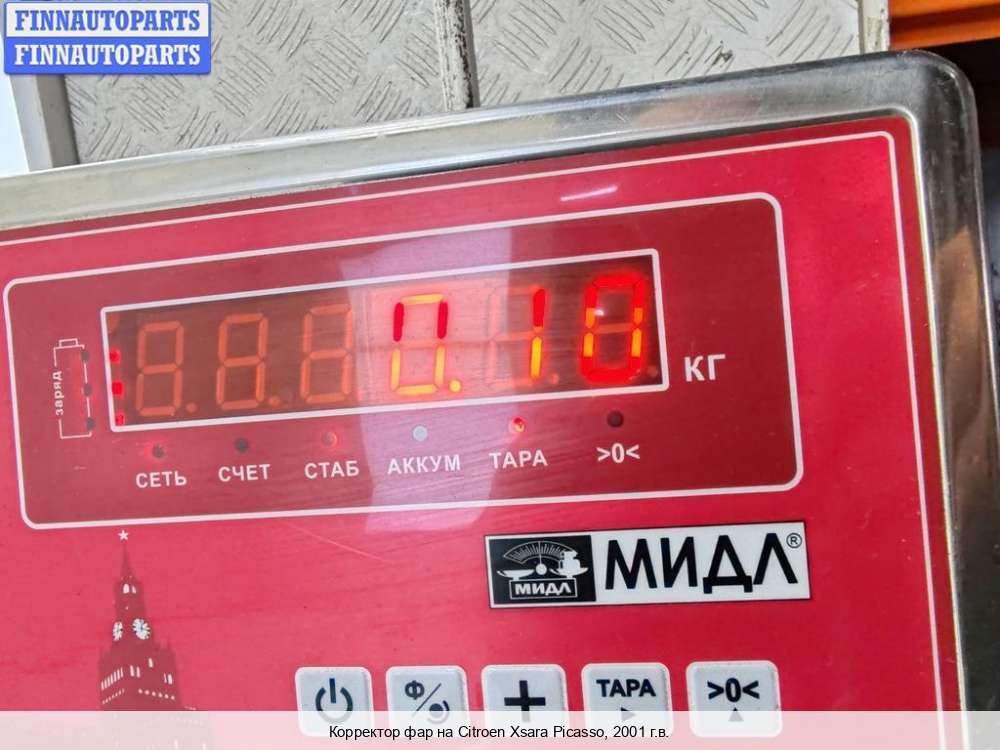 FINNAUTOPARTS
FINNAUTOPARTS
0.10
КГ
заряд
СЕТЬ СЧЕТ СТАБ АККУМ ТАРА >0<
МИДЛ МИДЛ®
Ф ТАРА >0<
Корректор фар на Citroen Xsara Picasso, 2001 г.в.